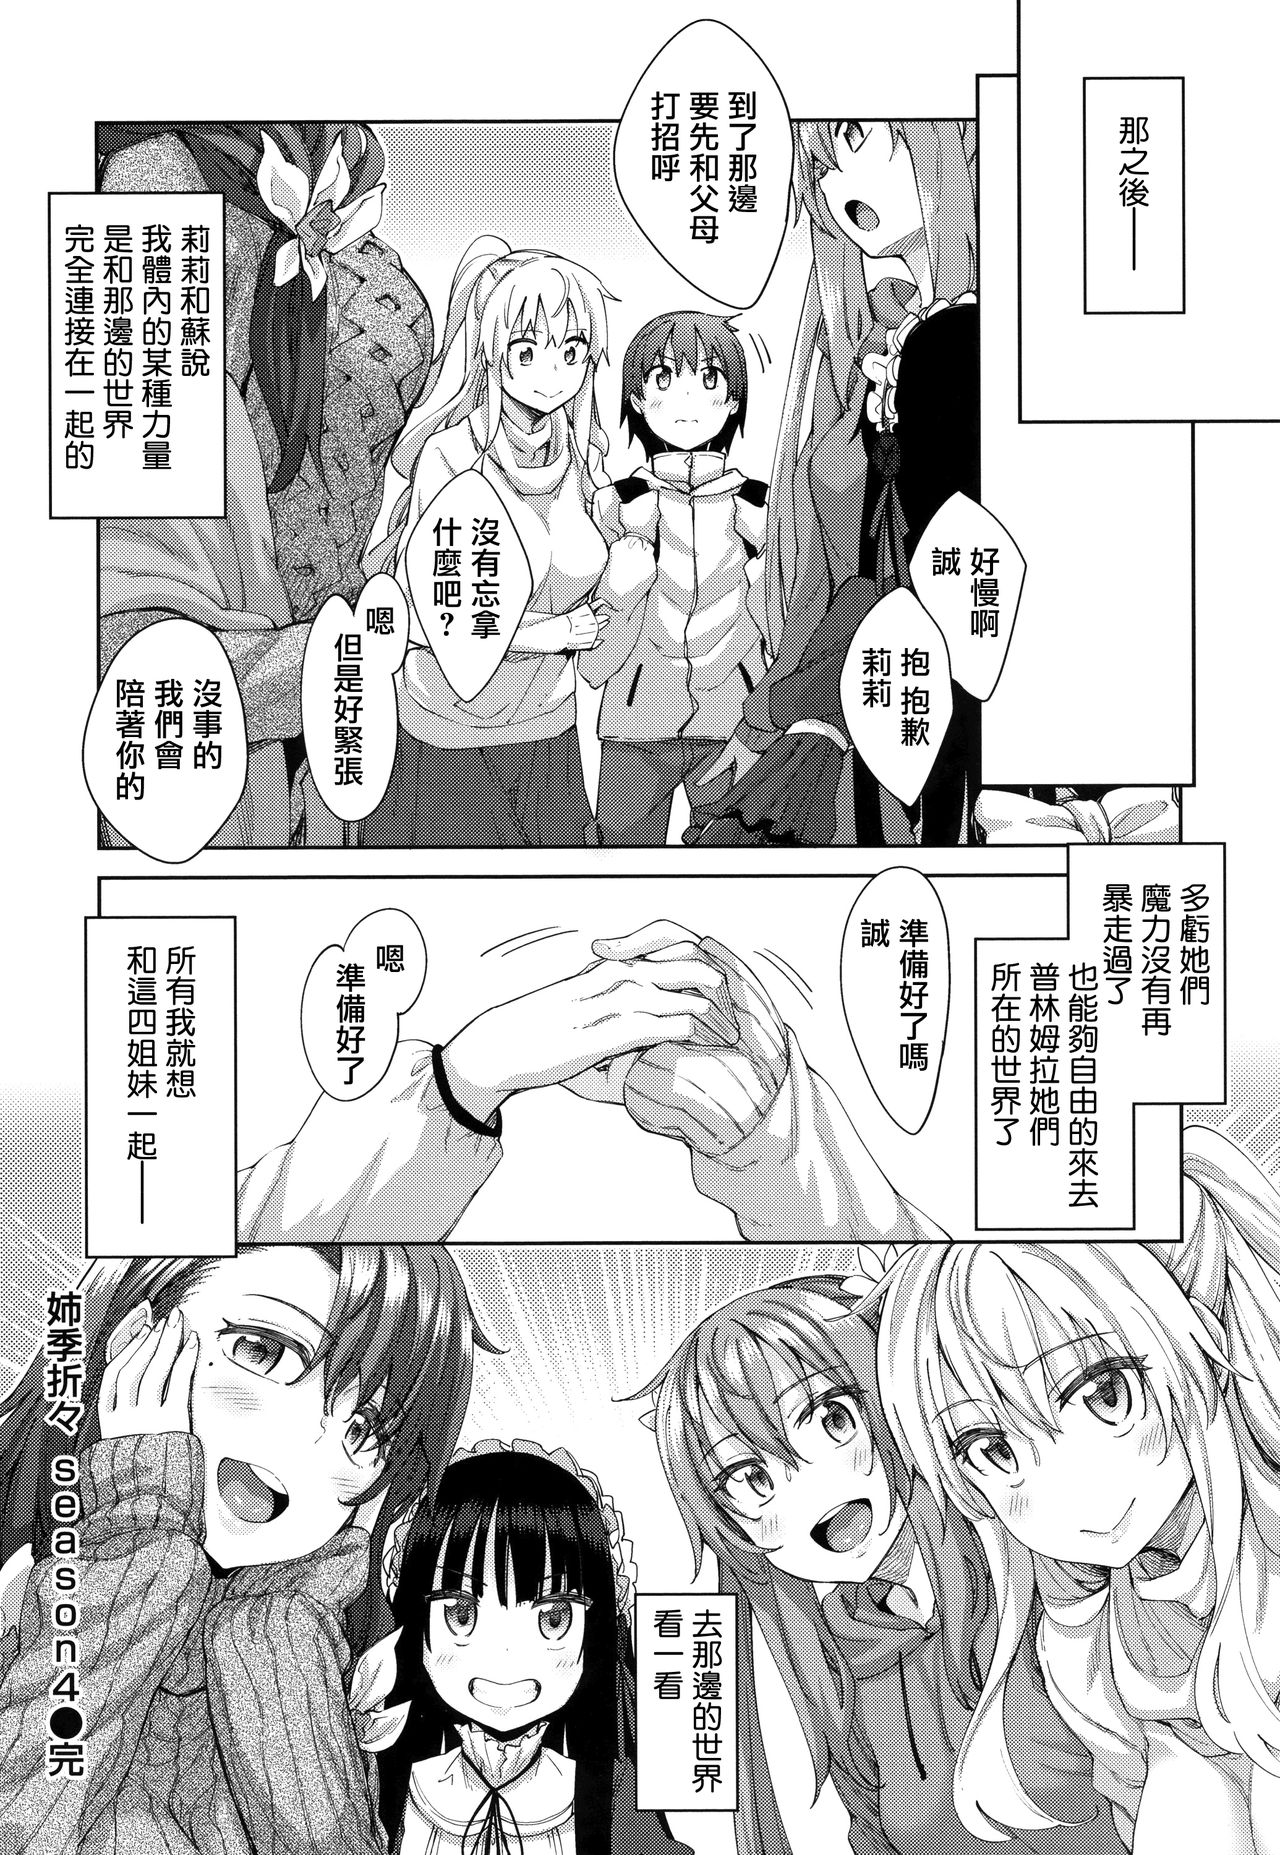 那之後──
到了那邊
要先和父母
打招呼
好慢啊
誠
抱抱歉
莉莉
沒有忘拿
什麼吧？
嗯
但是好緊張
沒事的
我們會
陪著你的
莉莉和蘇說
我體內的某種力量
是和那邊的世界
完全連接在一起的
多虧她們
魔力沒有再
暴走過了
也能夠自由的來去
普林姆拉她們
所在的世界了
準備好了嗎
誠
嗯
準備好了
所有我就想
和這四姐妹一起──
去那邊的世界
看一看
姉季折々 season4●完